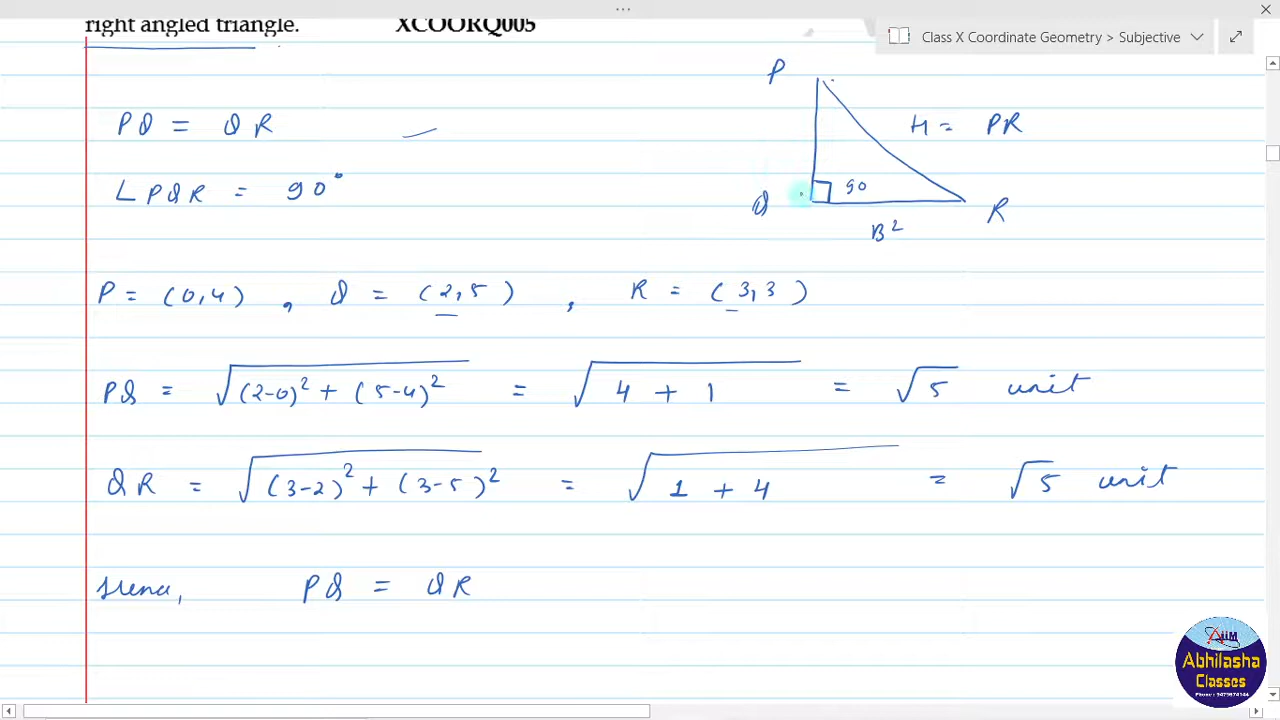 right angled triangle. XCOORQ005
Class X Coordinate Geometry > Subjective
P
PQ = QR
H = PR
∠PQR = 90°
90
Q
R
B²
P = (0,4) , Q = (2,5) , R = (3,3)
PQ = √(2-0)² + (5-4)² = √4 + 1 = √5 unit
QR = √(3-2)² + (3-5)² = √1 + 4 = √5 unit
Hence, PQ = QR
AIIM
Abhilasha
Classes